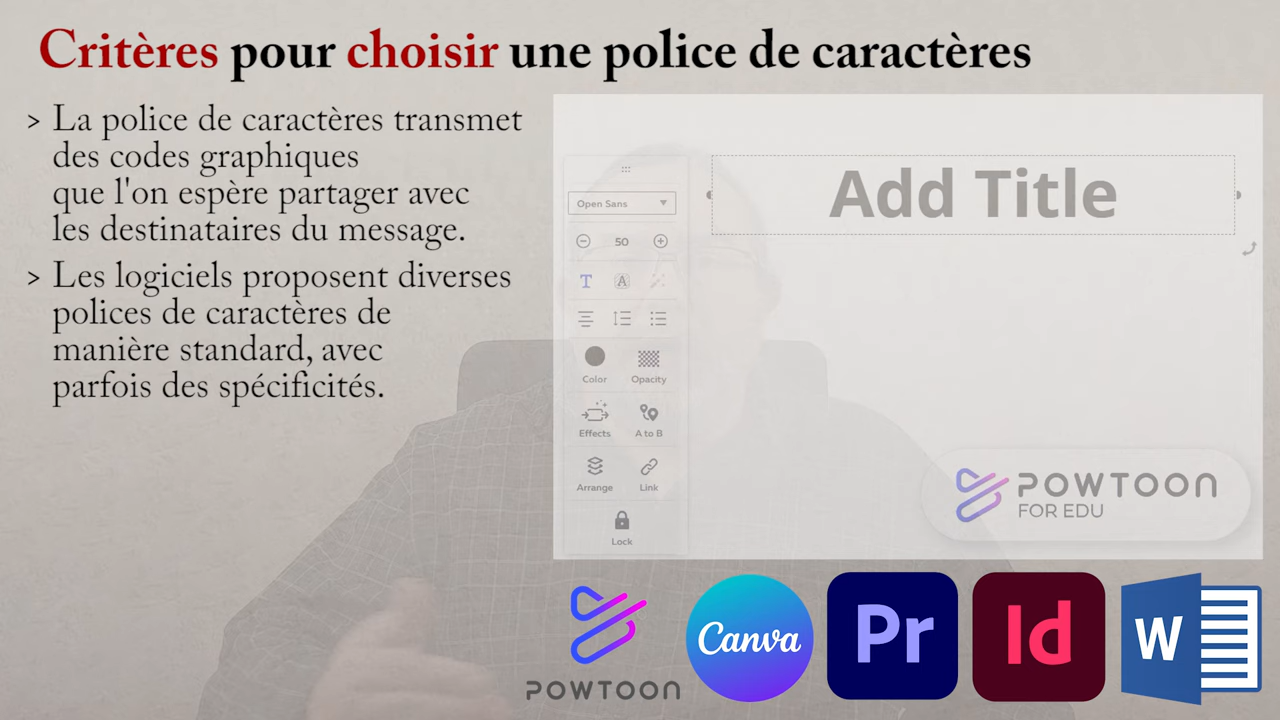 Critères pour choisir une police de caractères
> La police de caractères transmet
des codes graphiques
que l'on espère partager avec
les destinataires du message.
> Les logiciels proposent diverses
polices de caractères de
manière standard, avec
parfois des spécificités.
Add Title
Open Sans
50
T A
Color Opacity
Effects A to B
Arrange Link
Lock
POWTOON
FOR EDU
POWTOON
Canva
Pr
Id
W